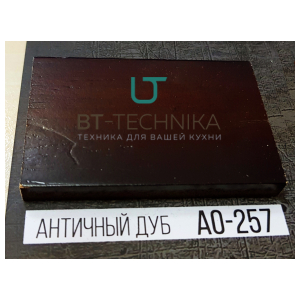 BT-TECHNIKA
ТЕХНИКА ДЛЯ ВАШЕЙ КУХНИ
АНТИЧНЫЙ ДУБ АО-257